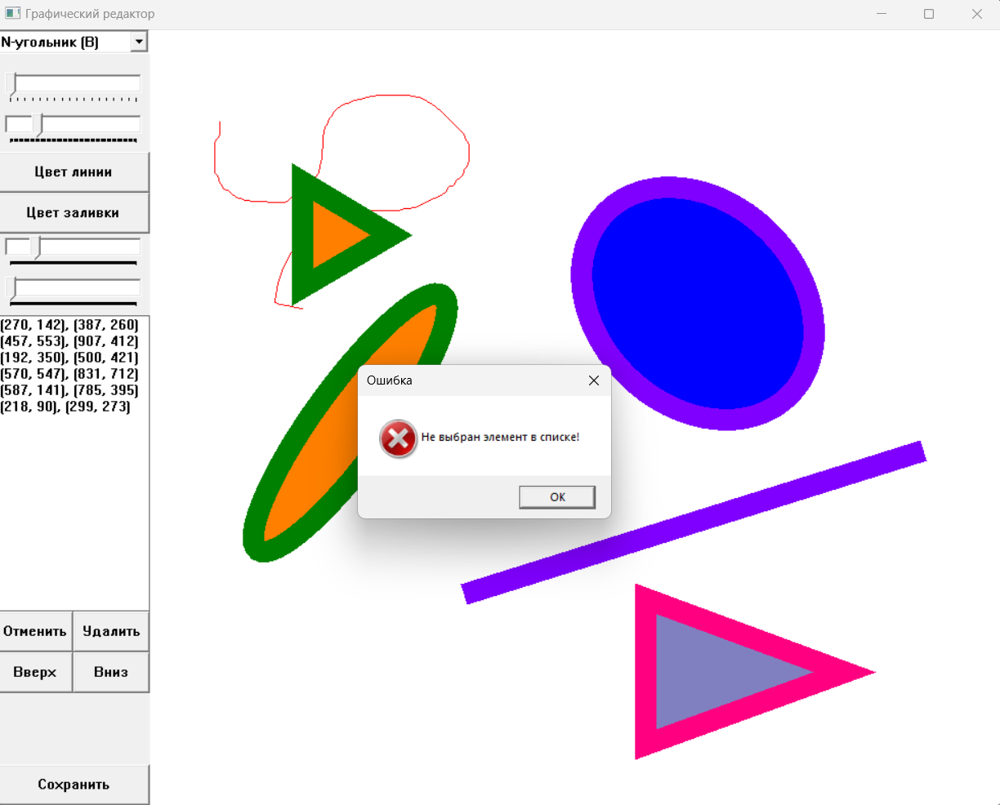 Графический редактор
N-угольник (В)
Цвет линии
Цвет заливки
(270, 142), (387, 260)
(457, 553), (907, 412)
(192, 350), (500, 421)
(570, 547), (831, 712)
(587, 141), (785, 395)
(218, 90), (299, 273)
Ошибка
Не выбран элемент в списке!
OK
Отменить Удалить
Вверх Вниз
Сохранить